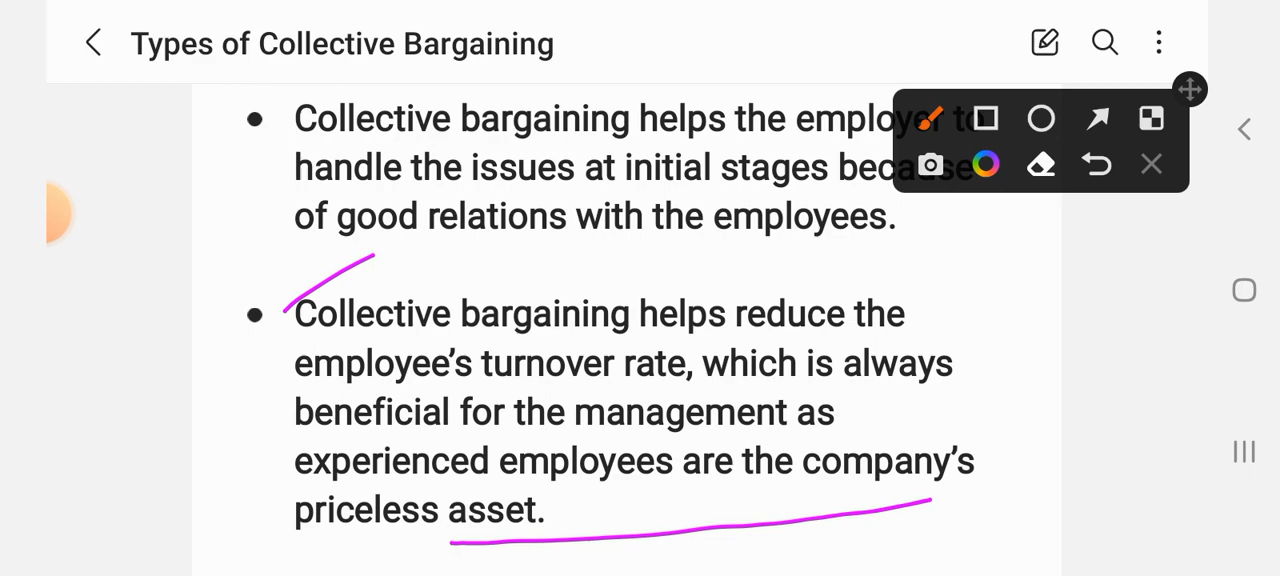 Types of Collective Bargaining
Collective bargaining helps the employer to
handle the issues at initial stages because
of good relations with the employees.
Collective bargaining helps reduce the
employee’s turnover rate, which is always
beneficial for the management as
experienced employees are the company’s
priceless asset.